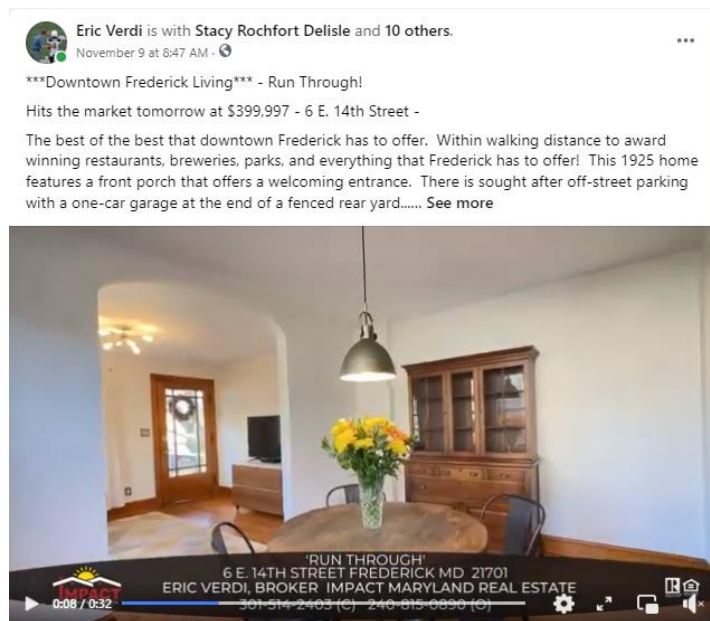 Eric Verdi is with Stacy Rochfort Delisle and 10 others.
November 9 at 8:47 AM ·
***Downtown Frederick Living*** - Run Through!
Hits the market tomorrow at $399,997 - 6 E. 14th Street -
The best of the best that downtown Frederick has to offer. Within walking distance to award
winning restaurants, breweries, parks, and everything that Frederick has to offer! This 1925 home
features a front porch that offers a welcoming entrance. There is sought after off-street parking
with a one-car garage at the end of a fenced rear yard...... See more
'RUN THROUGH'
6 E. 14TH STREET FREDERICK MD 21701
ERIC VERDI, BROKER IMPACT MARYLAND REAL ESTATE
301-514-2403 (C) 240-815-0890 (O)
IMPACT
0:08 / 0:32